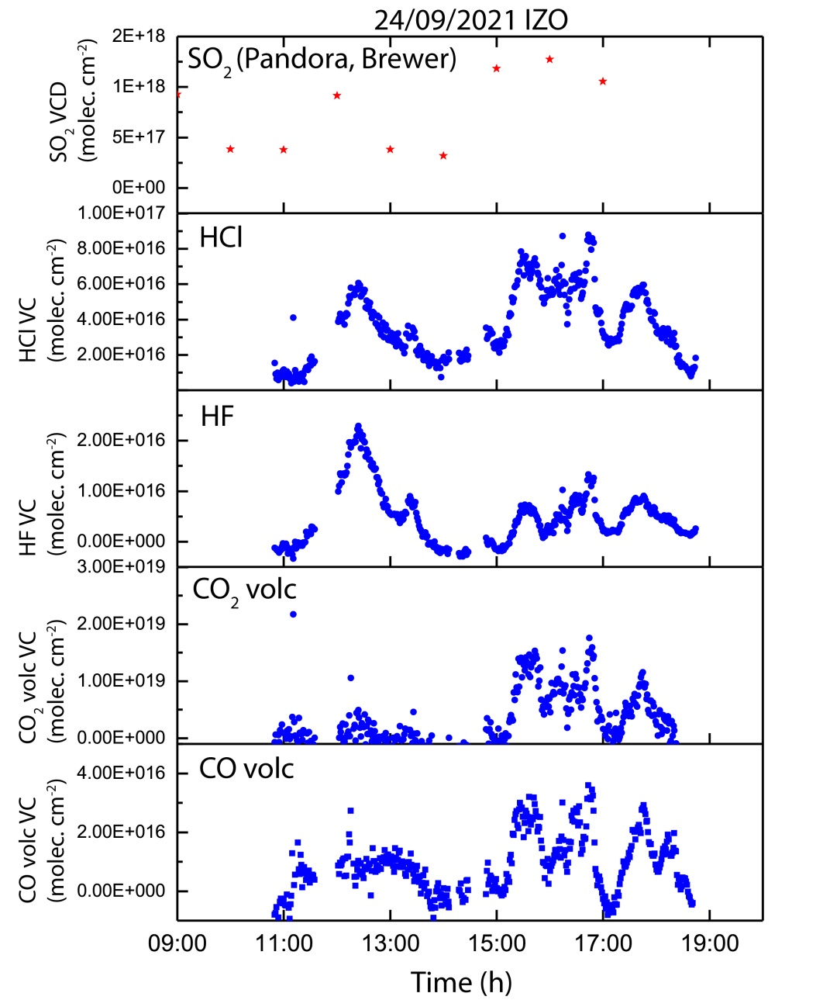 24/09/2021 IZO
SO2 (Pandora, Brewer)
SO2 VCD
(molec. cm-2)
2E+18
1E+18
5E+17
0E+00
HCl
HCl VC
(molec. cm-2)
1.00E+017
8.00E+016
6.00E+016
4.00E+016
2.00E+016
HF
HF VC
(molec. cm-2)
2.00E+016
1.00E+016
0.00E+000
CO2 volc
CO2 volc VC
(molec. cm-2)
3.00E+019
2.00E+019
1.00E+019
0.00E+000
CO volc
CO volc VC
(molec. cm-2)
4.00E+016
2.00E+016
0.00E+000
09:00 11:00 13:00 15:00 17:00 19:00
Time (h)